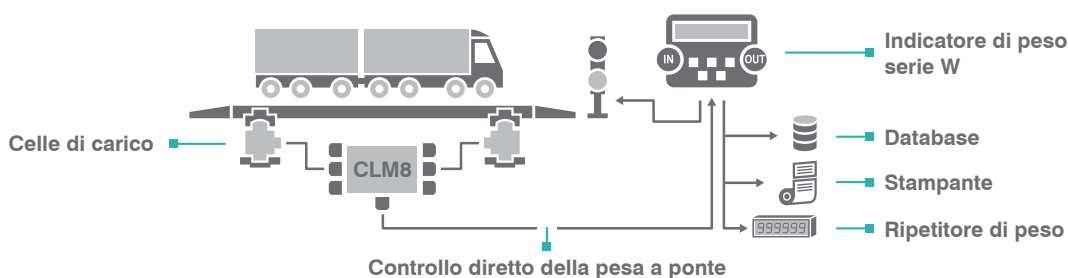 Indicatore di peso
serie W
IN
OUT
Celle di carico
CLM8
Database
Stampante
999999
Ripetitore di peso
Controllo diretto della pesa a ponte